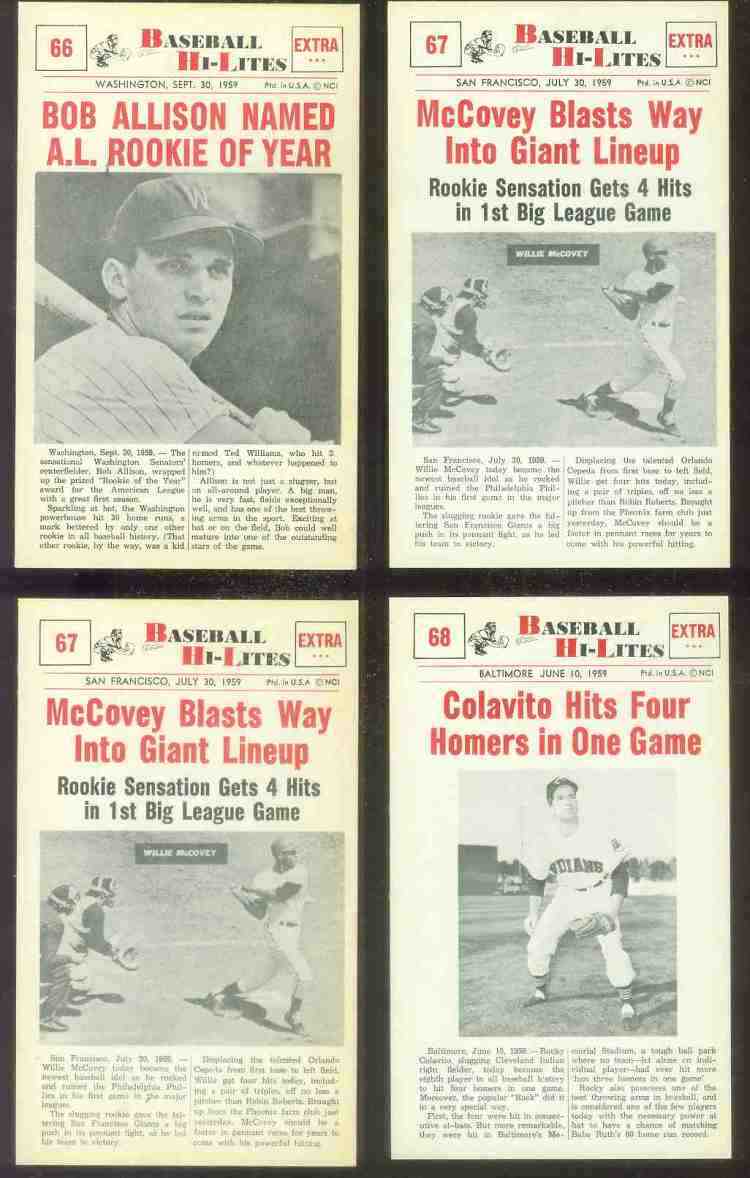 66
BASEBALL
HI-LITES
EXTRA
WASHINGTON, SEPT. 30, 1959 Ptd. in U.S.A. © NCI
BOB ALLISON NAMED
A.L. ROOKIE OF YEAR
W
Washington, Sept. 30, 1959. — The
sensational Washington Senators'
centerfielder, Bob Allison, wrapped
up the prized "Rookie of the Year"
award for the American League
with a great first season.
Sparkling at bat, the Washington
powerhouse hit 30 home runs, a
mark bettered by only one other
rookie in all baseball history. (That
other rookie, by the way, was a kid
named Ted Williams, who hit 3
homers, and whatever happened to
him?)
Allison is not just a slugger, but
an all-around player. A big man,
he is very fast, fields exceptionally
well, and has one of the best throw-
ing arms in the sport. Exciting at
bat or on the field, Bob could well
mature into one of the outstanding
stars of the game.
67
BASEBALL
HI-LITES
EXTRA
SAN FRANCISCO, JULY 30, 1959 Ptd. in U.S.A. © NCI
McCovey Blasts Way
Into Giant Lineup
Rookie Sensation Gets 4 Hits
in 1st Big League Game
WILLIE McCOVEY
San Francisco, July 30, 1959. —
Willie McCovey today became the
newest baseball idol as he rocked
and ruined the Philadelphia Phil-
lies in his first game in the major
leagues.
The slugging rookie gave the fal-
tering San Francisco Giants a big
push in its pennant fight, as he led
his team to victory.
Displacing the talented Orlando
Cepeda from first base to left field,
Willie got four hits today, includ-
ing a pair of triples, off no less a
pitcher than Robin Roberts. Brought
up from the Phoenix farm club just
yesterday, McCovey should be a
factor in pennant races for years to
come with his powerful hitting.
67
BASEBALL
HI-LITES
EXTRA
SAN FRANCISCO, JULY 30, 1959 Ptd. in U.S.A. © NCI
McCovey Blasts Way
Into Giant Lineup
Rookie Sensation Gets 4 Hits
in 1st Big League Game
WILLIE McCOVEY
San Francisco, July 30, 1959. —
Willie McCovey today became the
newest baseball idol as he rocked
and ruined the Philadelphia Phil-
lies in his first game in the major
leagues.
The slugging rookie gave the fal-
tering San Francisco Giants a big
push in its pennant fight, as he led
his team to victory.
Displacing the talented Orlando
Cepeda from first base to left field,
Willie got four hits today, includ-
ing a pair of triples, off no less a
pitcher than Robin Roberts. Brought
up from the Phoenix farm club just
yesterday, McCovey should be a
factor in pennant races for years to
come with his powerful hitting.
68
BASEBALL
HI-LITES
EXTRA
BALTIMORE JUNE 10, 1959 Ptd. in U.S.A. © NCI
Colavito Hits Four
Homers in One Game
INDIANS
Baltimore, June 10, 1959.—Rocky
Colavito, slugging Cleveland Indian
right fielder, today became the
eighth player in all baseball history
to hit four homers in one game.
Moreover, the popular "Rock" did it
in a very special way.
First, the four were hit in consec-
utive at-bats. But more remarkable,
they were hit in Baltimore's Me-
morial Stadium, a tough ball park
where no team—let alone an indi-
vidual player—had ever hit more
than three homers in one game!
Rocky also possesses one of the
best throwing arms in baseball, and
is considered one of the few players
today with the necessary power at
bat to have a chance of matching
Babe Ruth's 60 home run record.